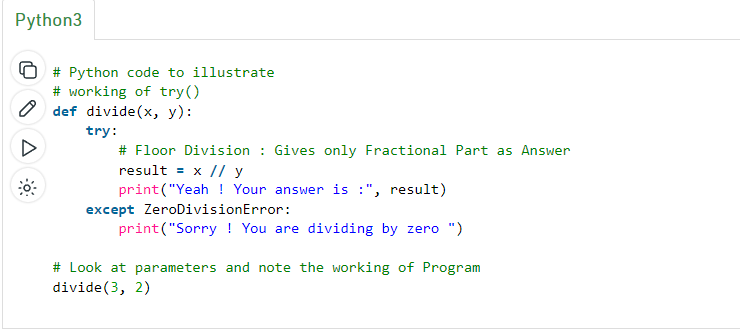 Python3
# Python code to illustrate
# working of try()
def divide(x, y):
    try:
        # Floor Division : Gives only Fractional Part as Answer
        result = x // y
        print("Yeah ! Your answer is :", result)
    except ZeroDivisionError:
        print("Sorry ! You are dividing by zero ")
# Look at parameters and note the working of Program
divide(3, 2)